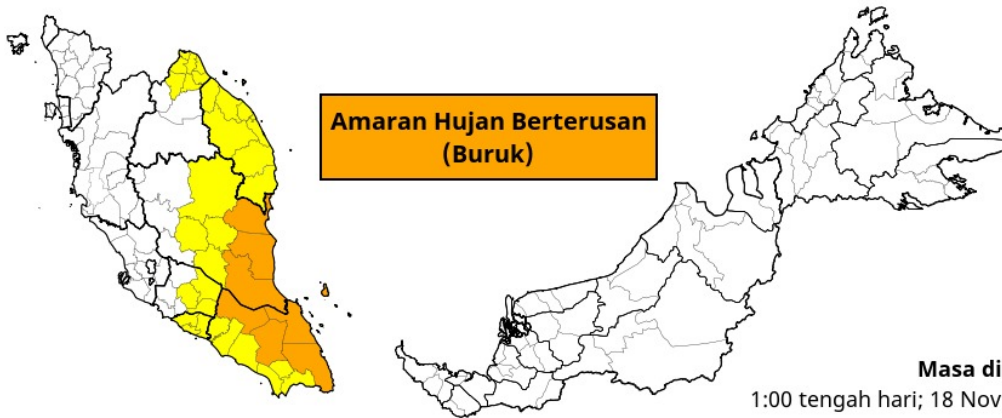 Amaran Hujan Berterusan
(Buruk)
Masa di
1:00 tengah hari; 18 Nov